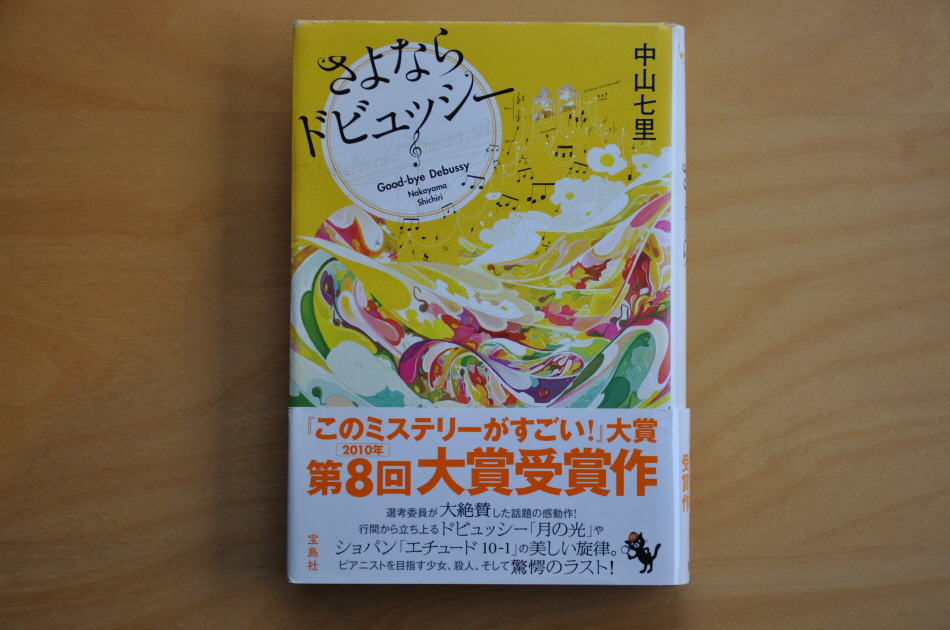 さよなら
ドビュッシー
Good-bye Debussy
Nakayama
Shichiri
中山七里
『このミステリーがすごい!』大賞
2010年
第8回 大賞受賞作
選考委員が大絶賛した話題の感動作!
行間から立ち上るドビュッシー「月の光」や
ショパン「エチュード 10-1」の美しい旋律。
ピアニストを目指す少女、殺人、そして驚愕のラスト!
宝島社
受賞作